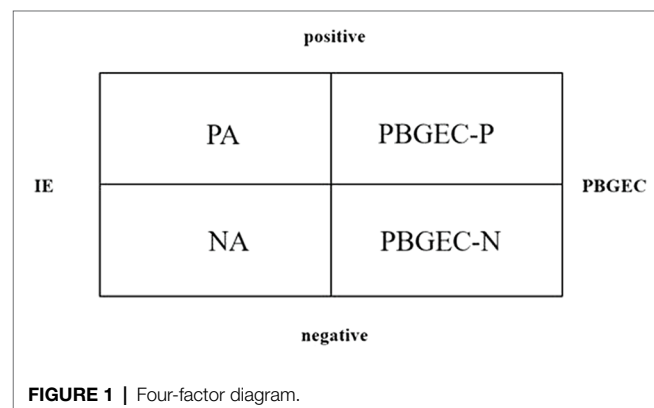 positive
PA PBGEC-P
IE PBGEC
NA PBGEC-N
negative
FIGURE 1 | Four-factor diagram.